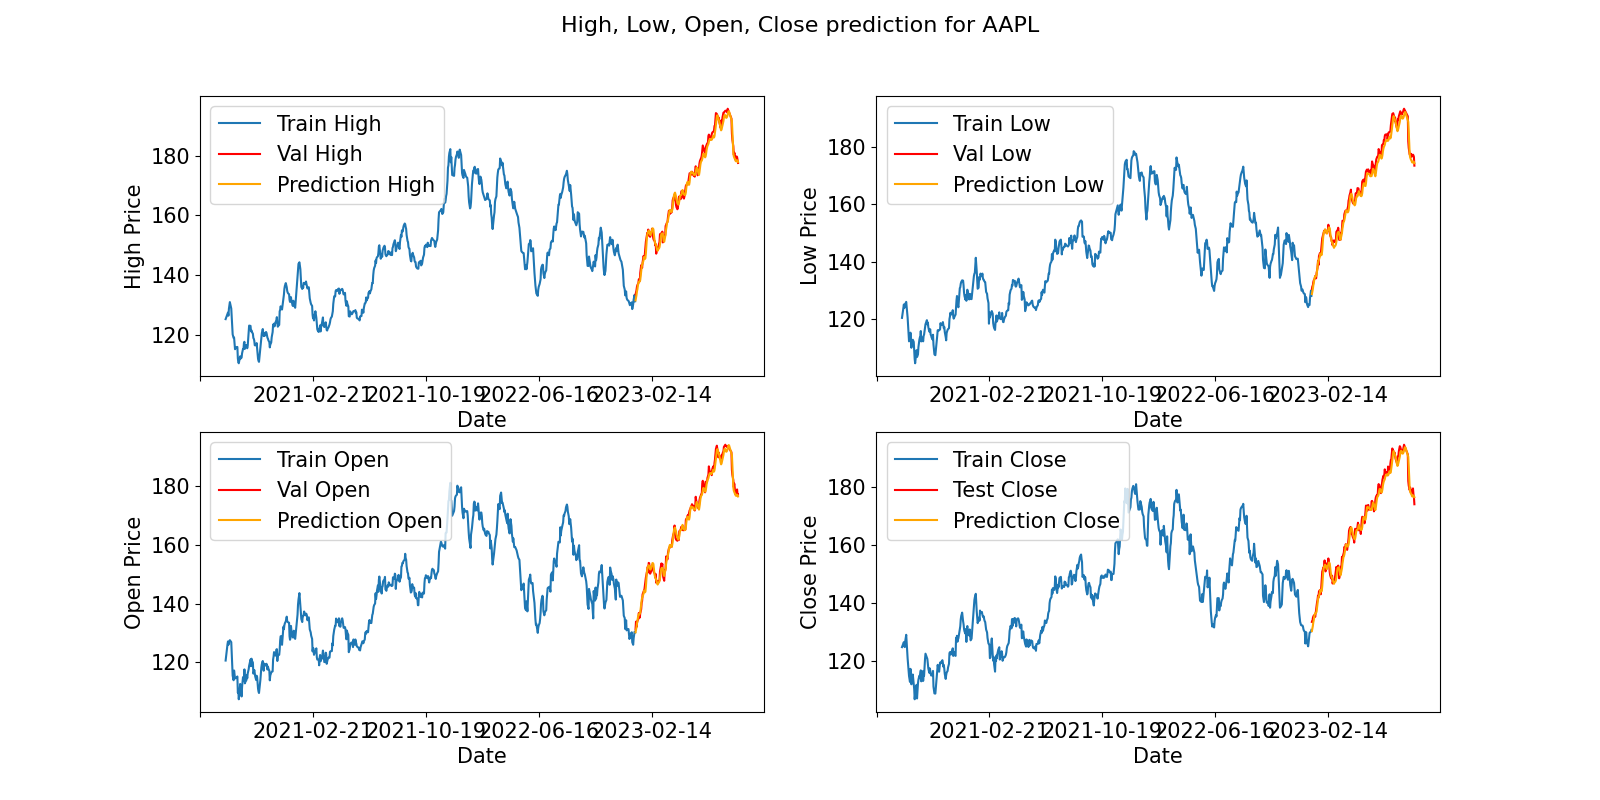 High, Low, Open, Close prediction for AAPL
Train High
Val High
Prediction High
High Price
180
160
140
120
2021-02-21
2021-10-19
2022-06-16
2023-02-14
Date
Train Low
Val Low
Prediction Low
Low Price
180
160
140
120
2021-02-21
2021-10-19
2022-06-16
2023-02-14
Date
Train Open
Val Open
Prediction Open
Open Price
180
160
140
120
2021-02-21
2021-10-19
2022-06-16
2023-02-14
Date
Train Close
Test Close
Prediction Close
Close Price
180
160
140
120
2021-02-21
2021-10-19
2022-06-16
2023-02-14
Date